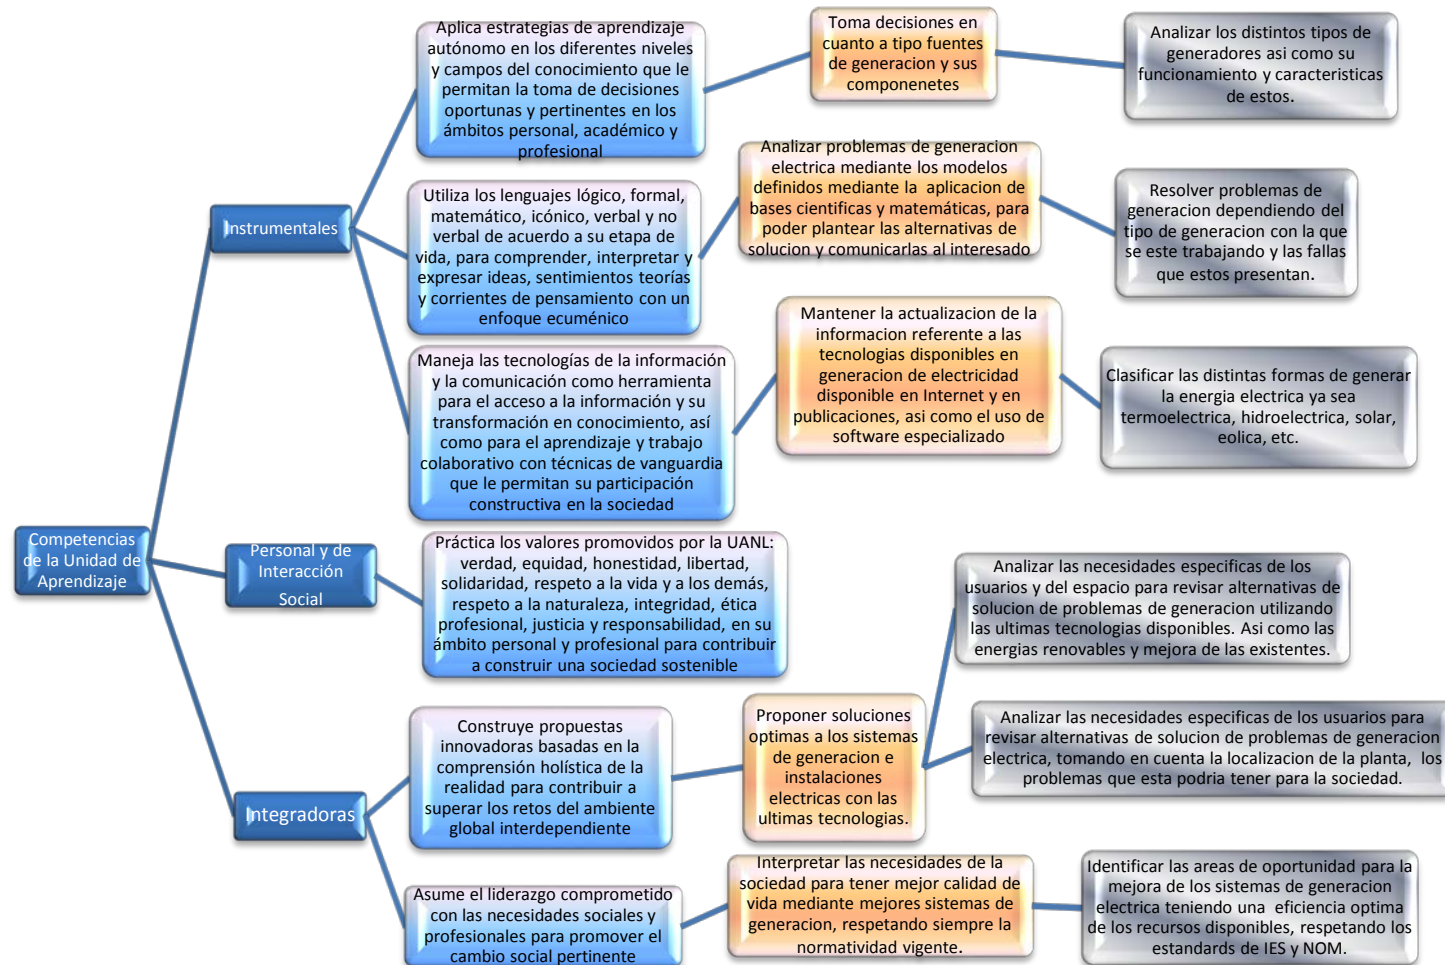 Competencias
de la Unidad de
Aprendizaje
Instrumentales
Aplica estrategias de aprendizaje
autónomo en los diferentes niveles
y campos del conocimiento que le
permitan la toma de decisiones
oportunas y pertinentes en los
ámbitos personal, académico y
profesional
Toma decisiones en
cuanto a tipo fuentes
de generacion y sus
componenetes
Analizar los distintos tipos de
generadores asi como su
funcionamiento y caracteristicas
de estos.
Utiliza los lenguajes lógico, formal,
matemático, icónico, verbal y no
verbal de acuerdo a su etapa de
vida, para comprender, interpretar y
expresar ideas, sentimientos teorías
y corrientes de pensamiento con un
enfoque ecuménico
Analizar problemas de generacion
electrica mediante los modelos
definidos mediante la aplicacion de
bases cientificas y matemáticas, para
poder plantear las alternativas de
solucion y comunicarlas al interesado
Resolver problemas de
generacion dependiendo del
tipo de generacion con la que
se este trabajando y las fallas
que estos presentan.
Maneja las tecnologías de la información
y la comunicación como herramienta
para el acceso a la información y su
transformación en conocimiento, así
como para el aprendizaje y trabajo
colaborativo con técnicas de vanguardia
que le permitan su participación
constructiva en la sociedad
Mantener la actualizacion de la
informacion referente a las
tecnologias disponibles en
generacion de electricidad
disponible en Internet y en
publicaciones, asi como el uso de
software especializado
Clasificar las distintas formas de generar
la energia electrica ya sea
termoelectrica, hidroelectrica, solar,
eolica, etc.
Personal y de
Interacción
Social
Práctica los valores promovidos por la UANL:
verdad, equidad, honestidad, libertad,
solidaridad, respeto a la vida y a los demás,
respeto a la naturaleza, integridad, ética
profesional, justicia y responsabilidad, en su
ámbito personal y profesional para contribuir
a construir una sociedad sostenible
Integradoras
Construye propuestas
innovadoras basadas en la
comprensión holística de la
realidad para contribuir a
superar los retos del ambiente
global interdependiente
Proponer soluciones
optimas a los sistemas
de generacion e
instalaciones
electricas con las
ultimas tecnologias.
Analizar las necesidades especificas de los
usuarios y del espacio para revisar alternativas de
solucion de problemas de generacion utilizando
las ultimas tecnologias disponibles. Asi como las
energias renovables y mejora de las existentes.
Analizar las necesidades especificas de los usuarios para
revisar alternativas de solucion de problemas de generacion
electrica, tomando en cuenta la localizacion de la planta, los
problemas que esta podria tener para la sociedad.
Asume el liderazgo comprometido
con las necesidades sociales y
profesionales para promover el
cambio social pertinente
Interpretar las necesidades de la
sociedad para tener mejor calidad de
vida mediante mejores sistemas de
generacion, respetando siempre la
normatividad vigente.
Identificar las areas de oportunidad para la
mejora de los sistemas de generacion
electrica teniendo una eficiencia optima
de los recursos disponibles, respetando los
estandards de IES y NOM.